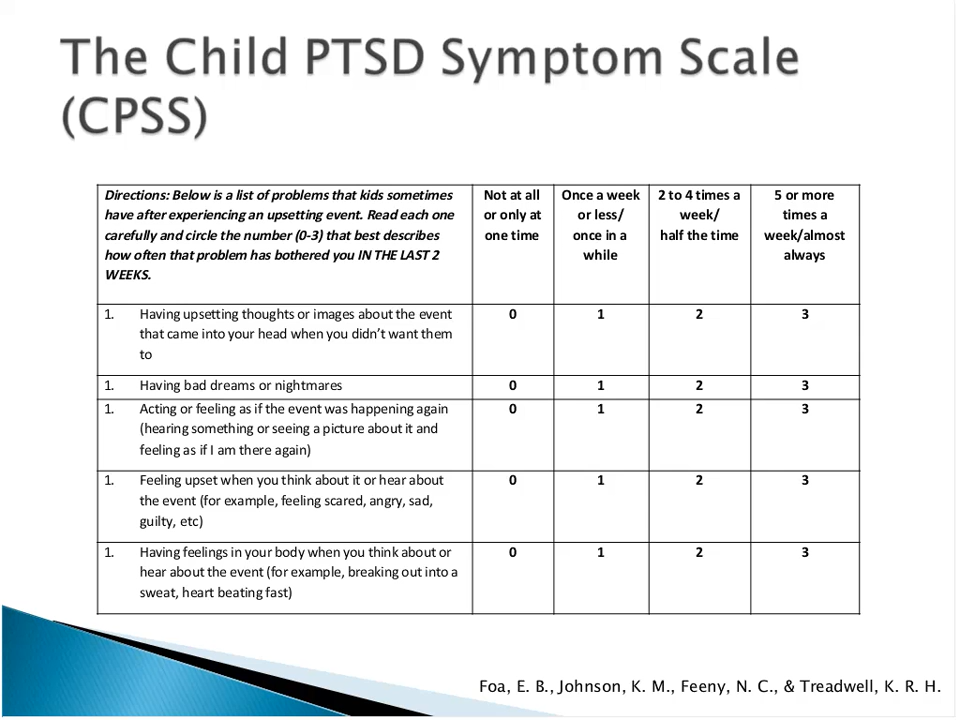 The Child PTSD Symptom Scale
(CPSS)
Directions: Below is a list of problems that kids sometimes
have after experiencing an upsetting event. Read each one
carefully and circle the number (0-3) that best describes
how often that problem has bothered you IN THE LAST 2
WEEKS.
Not at all
or only at
one time
Once a week
or less/
once in a
while
2 to 4 times a
week/
half the time
5 or more
times a
week/almost
always
1. Having upsetting thoughts or images about the event
that came into your head when you didn’t want them
to
0 1 2 3
1. Having bad dreams or nightmares
0 1 2 3
1. Acting or feeling as if the event was happening again
(hearing something or seeing a picture about it and
feeling as if I am there again)
0 1 2 3
1. Feeling upset when you think about it or hear about
the event (for example, feeling scared, angry, sad,
guilty, etc)
0 1 2 3
1. Having feelings in your body when you think about or
hear about the event (for example, breaking out into a
sweat, heart beating fast)
0 1 2 3
Foa, E. B., Johnson, K. M., Feeny, N. C., & Treadwell, K. R. H.